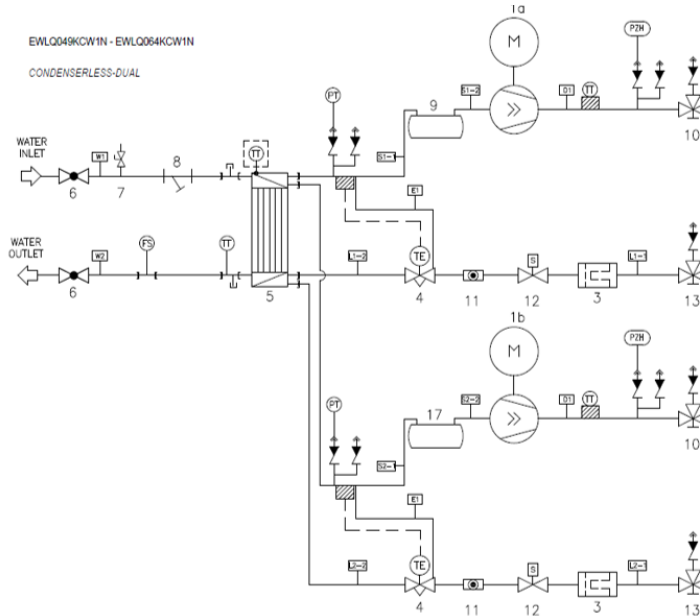 1a
EWLQ049KCW1N - EWLQ064KCW1N
M
PZH
CONDENSERLESS-DUAL
PT
9
S1-2
D1
TT
10
WATER
INLET
W1
8
TT
S1-1
6
7
E1
WATER
OUTLET
W2
FS
TT
L1-2
TE
S
L1-1
6
5
4
11
12
3
13
1b
M
PZH
PT
17
S2-2
D1
TT
10
S2-1
E1
TE
S
L2-2
L2-1
4
11
12
3
13